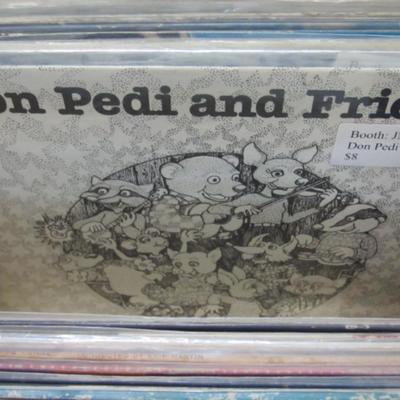 on Pedi and Frie
Booth: J
Don Pedi
$8